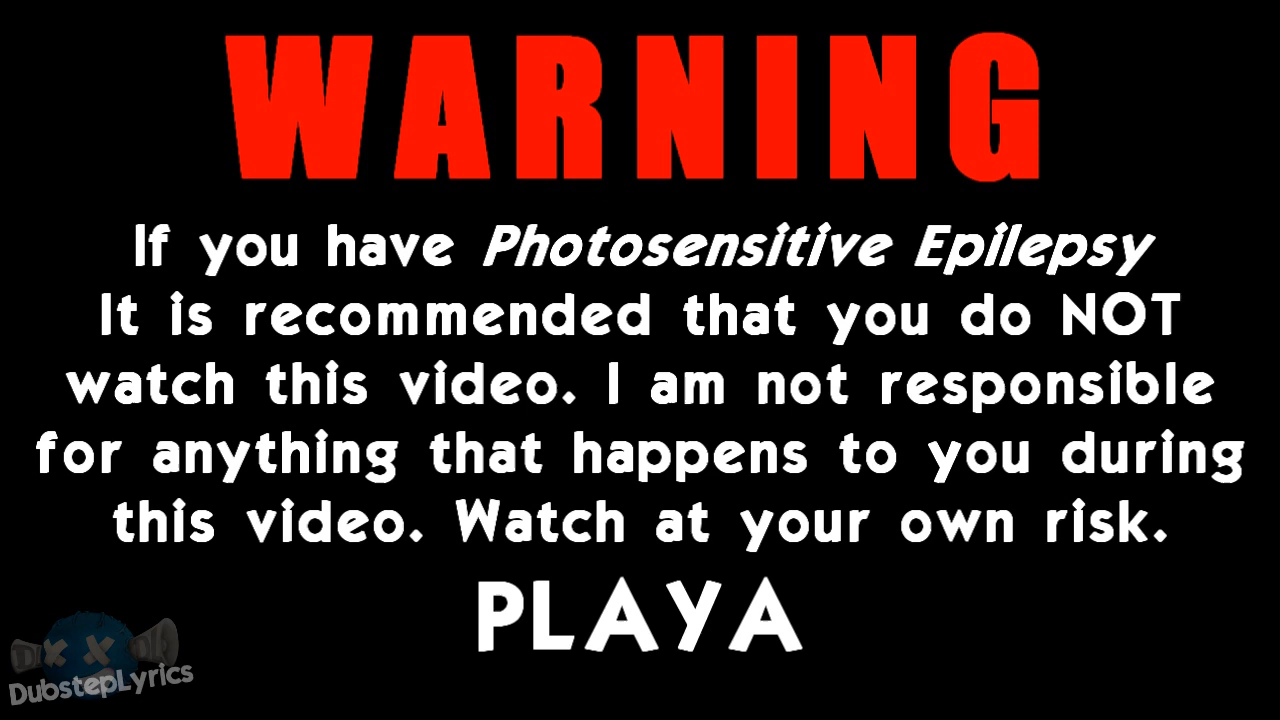 WARNING
If you have Photosensitive Epilepsy
It is recommended that you do NOT
watch this video. I am not responsible
for anything that happens to you during
this video. Watch at your own risk.
PLAYA
DubstepLyrics